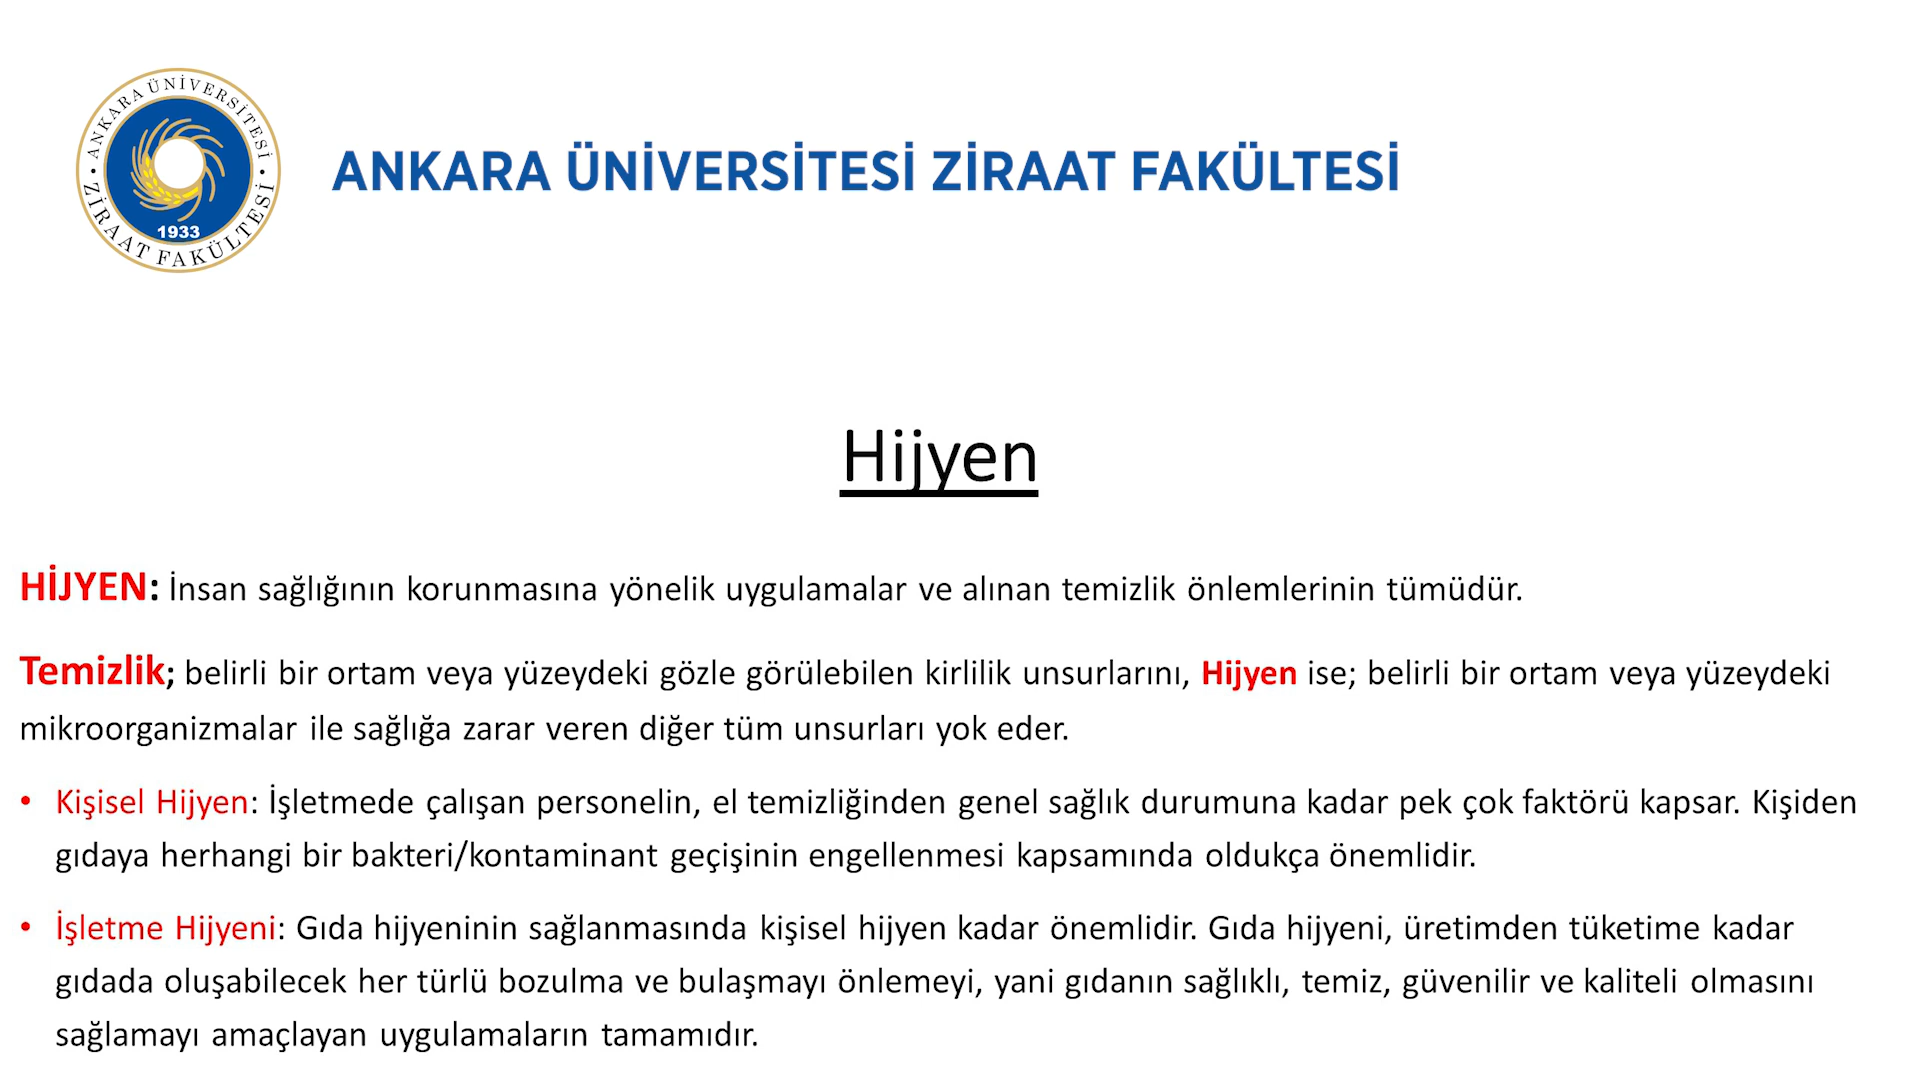 ANKARA ÜNİVERSİTESİ
ZİRAAT FAKÜLTESİ
1933
ANKARA ÜNİVERSİTESİ ZİRAAT FAKÜLTESİ
Hijyen
HİJYEN: İnsan sağlığının korunmasına yönelik uygulamalar ve alınan temizlik önlemlerinin tümüdür.
Temizlik; belirli bir ortam veya yüzeydeki gözle görülebilen kirlilik unsurlarını, Hijyen ise; belirli bir ortam veya yüzeydeki
mikroorganizmalar ile sağlığa zarar veren diğer tüm unsurları yok eder.
• Kişisel Hijyen: İşletmede çalışan personelin, el temizliğinden genel sağlık durumuna kadar pek çok faktörü kapsar. Kişiden
gıdaya herhangi bir bakteri/kontaminant geçişinin engellenmesi kapsamında oldukça önemlidir.
• İşletme Hijyeni: Gıda hijyeninin sağlanmasında kişisel hijyen kadar önemlidir. Gıda hijyeni, üretimden tüketime kadar
gıdada oluşabilecek her türlü bozulma ve bulaşmayı önlemeyi, yani gıdanın sağlıklı, temiz, güvenilir ve kaliteli olmasını
sağlamayı amaçlayan uygulamaların tamamıdır.